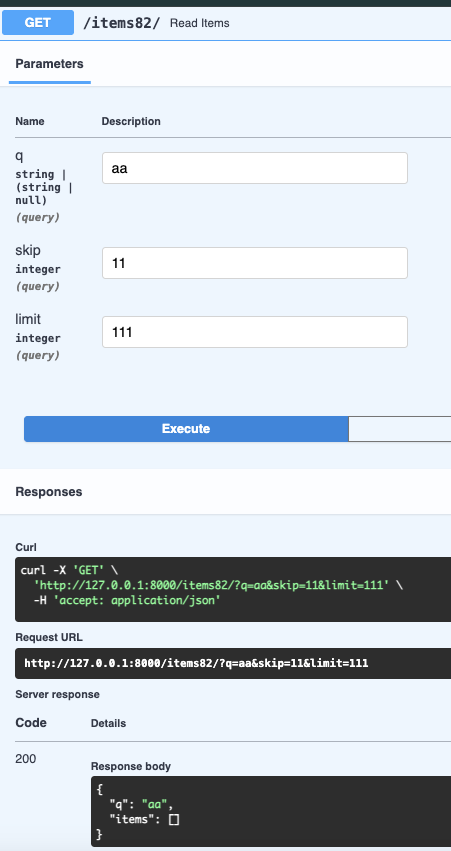 GET /items82/ Read Items
Parameters
Name Description
q aa
string |
(string |
null)
(query)
skip 11
integer
(query)
limit 111
integer
(query)
Execute
Responses
Curl
curl -X 'GET' \
'http://127.0.0.1:8000/items82/?q=aa&skip=11&limit=111' \
-H 'accept: application/json'
Request URL
http://127.0.0.1:8000/items82/?q=aa&skip=11&limit=111
Server response
Code Details
200
Response body
{
"q": "aa",
"items": []
}